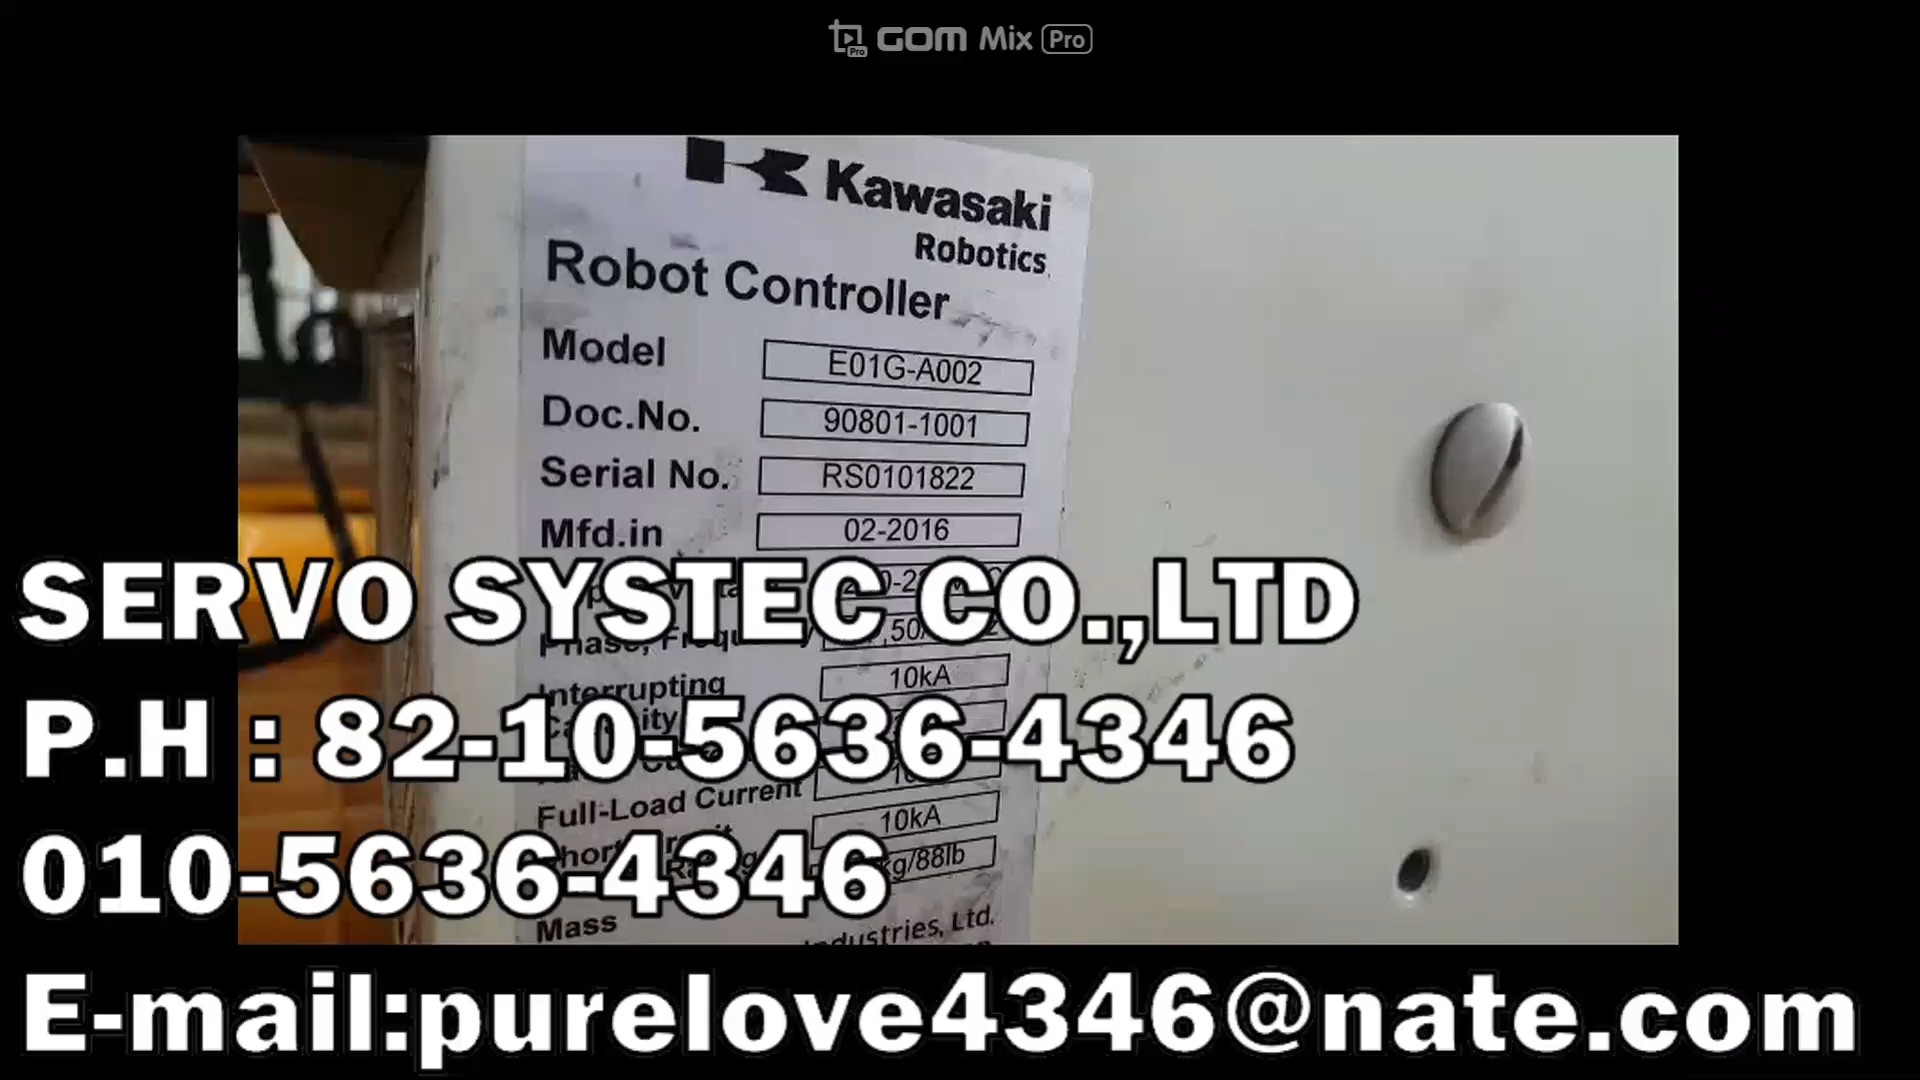 GOM Mix Pro
Kawasaki
Robotics
Robot Controller
Model E01G-A002
Doc.No. 90801-1001
Serial No. RS0101822
Mfd.in 02-2016
SERVO SYSTEC CO.,LTD
Phase,
Interrupting 10kA
P.H : 82-10-5636-4346
Full-Load Current
10kA
010-5636-4346
kg/88lb
Mass
Industries, Ltd.
E-mail:purelove4346@nate.com